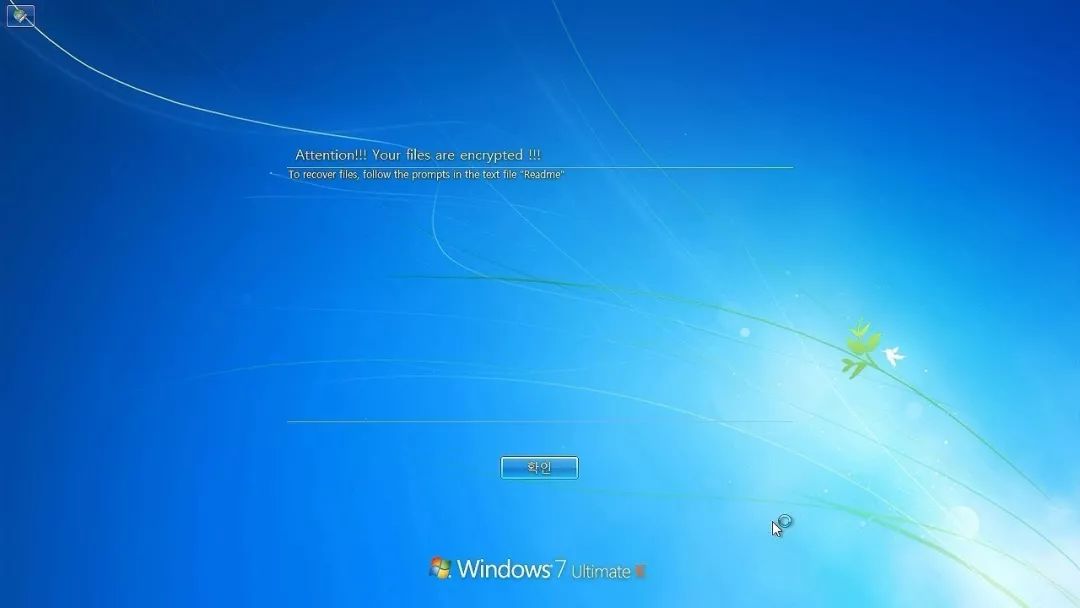 Attention!!! Your files are encrypted !!!
To recover files, follow the prompts in the text file "Readme"
확인
Windows 7 Ultimate K